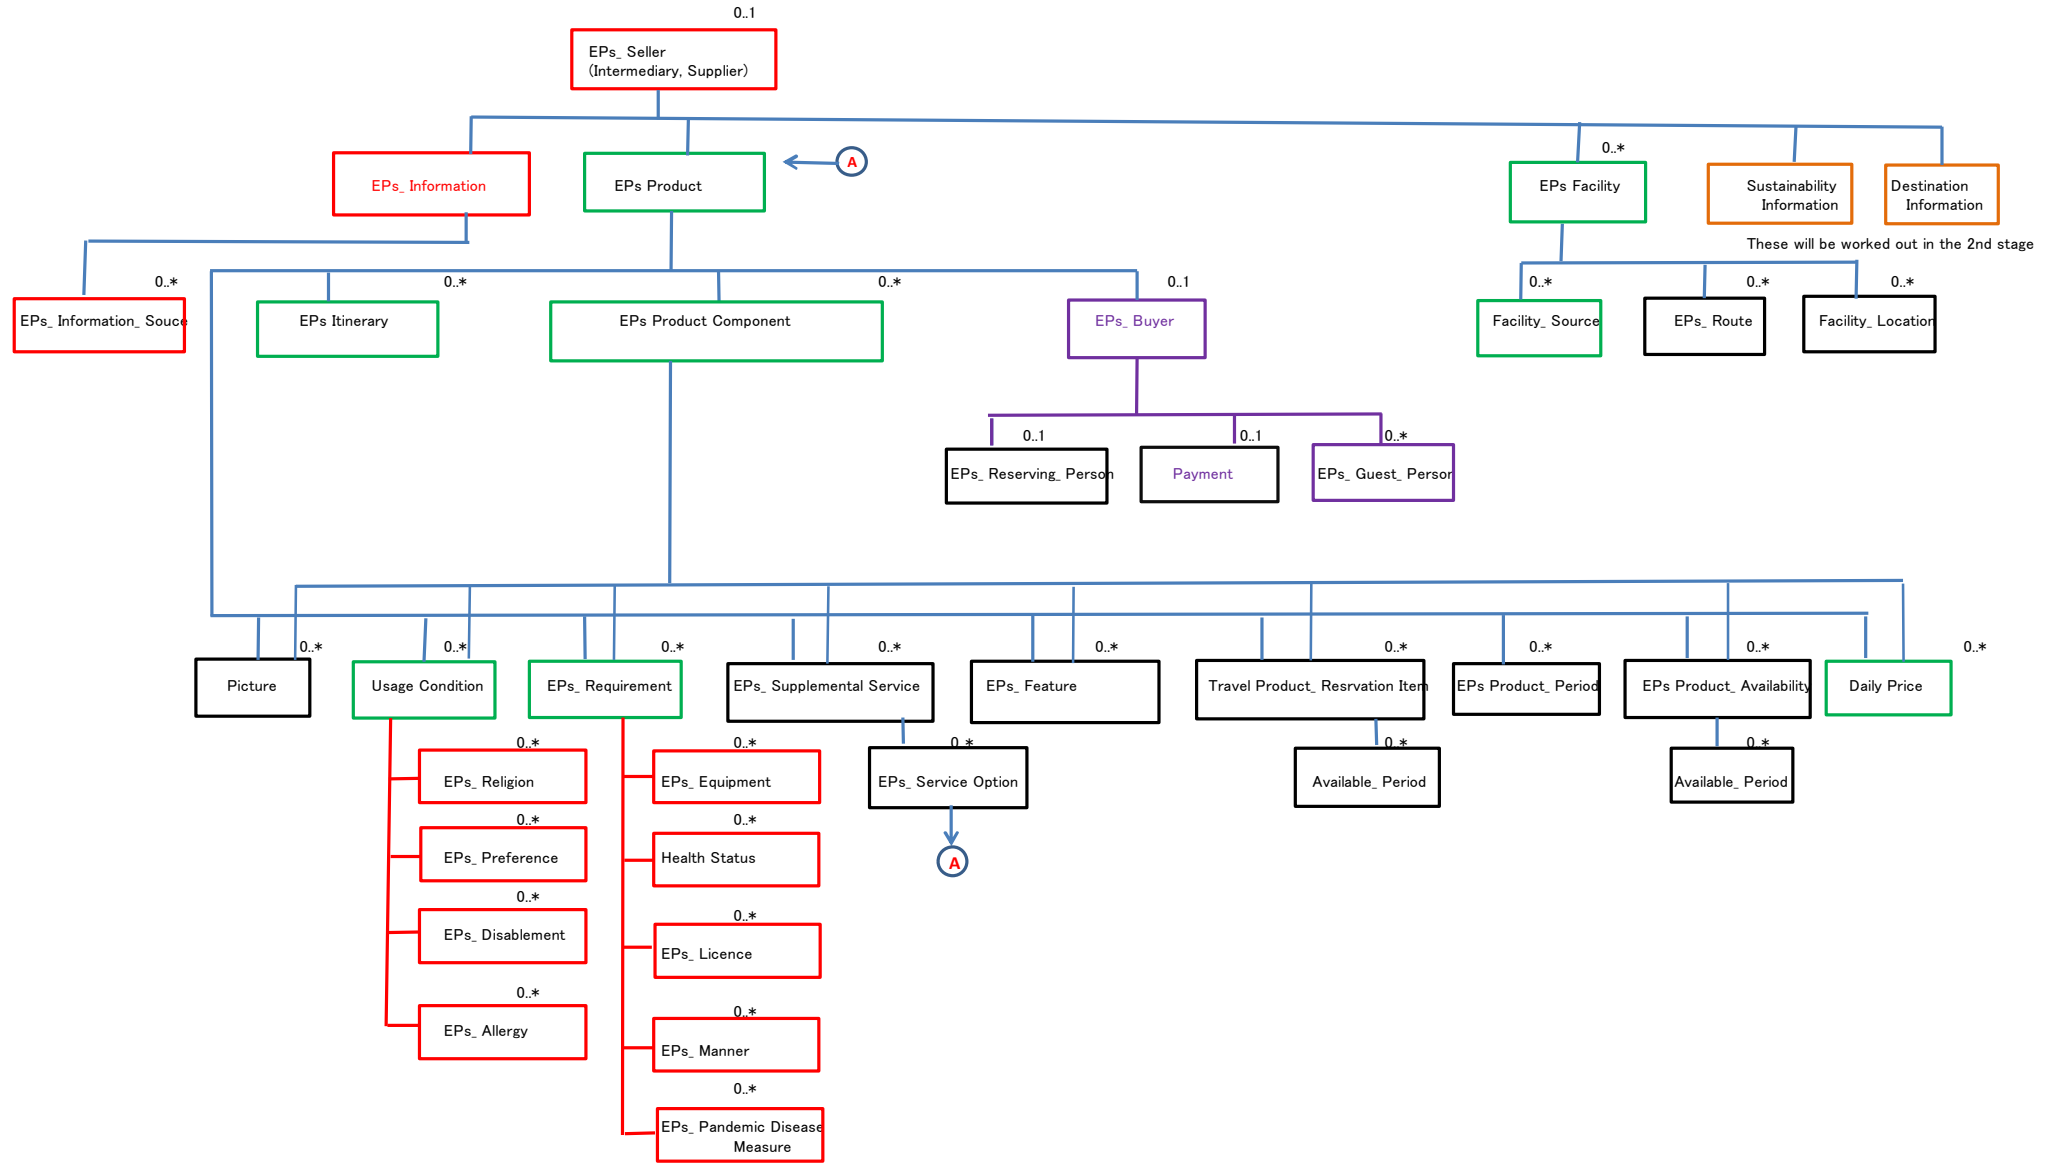 0..1
EPs_ Seller
(Intermediary, Supplier)
A
0..*
EPs_ Information
EPs Product
EPs Facility
Sustainability
Information
Destination
Information
These will be worked out in the 2nd stage
0..*
0..*
0..*
0..1
0..*
0..*
0..*
EPs_ Information_ Souce
EPs Itinerary
EPs Product Component
EPs_ Buyer
Facility_ Source
EPs_ Route
Facility_ Location
0..1
0..1
0..*
EPs_ Reserving_ Person
Payment
EPs_ Guest_ Person
0..*
0..*
0..*
0..*
0..*
0..*
0..*
0..*
0..*
Picture
Usage Condition
EPs_ Requirement
EPs_ Supplemental Service
EPs_ Feature
Travel Product_ Resrvation Item
EPs Product_ Period
EPs Product_ Availability
Daily Price
0..*
0..*
0..*
0..*
0..*
EPs_ Religion
EPs_ Equipment
EPs_ Service Option
Available_ Period
Available_ Period
0..*
0..*
EPs_ Preference
Health Status
A
0..*
0..*
EPs_ Disablement
EPs_ Licence
0..*
0..*
EPs_ Allergy
EPs_ Manner
0..*
EPs_ Pandemic Disease
Measure